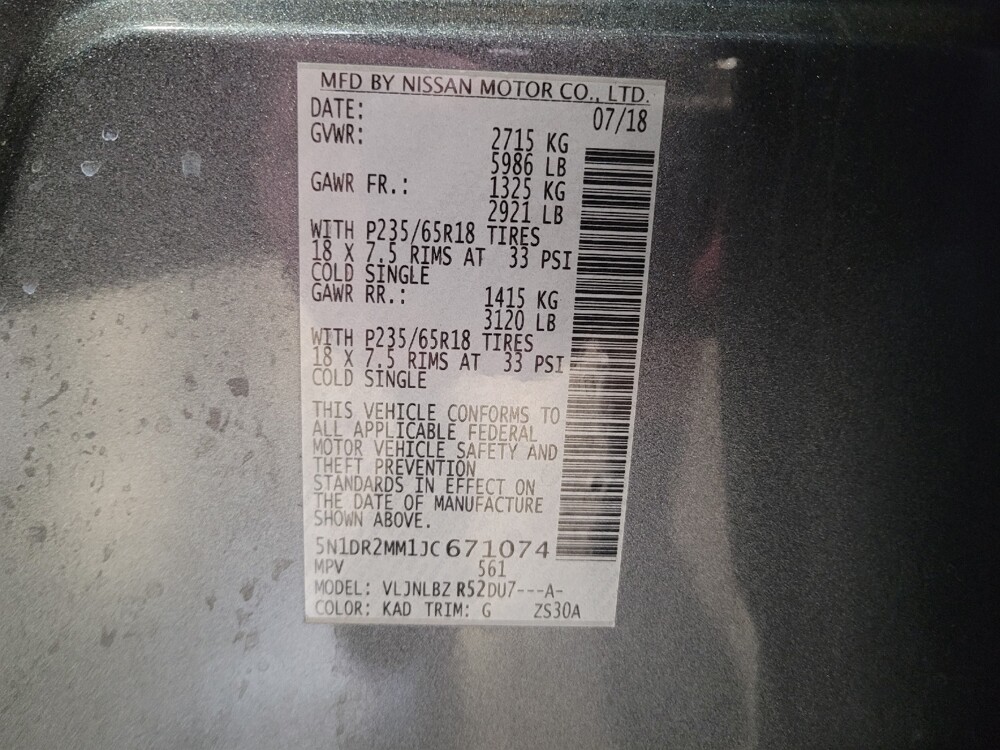 MFD BY NISSAN MOTOR CO., LTD.
DATE: 07/18
GVWR: 2715 KG
5986 LB
GAWR FR.: 1325 KG
2921 LB
WITH P235/65R18 TIRES
18 X 7.5 RIMS AT 33 PSI
COLD SINGLE
GAWR RR.: 1415 KG
3120 LB
WITH P235/65R18 TIRES
18 X 7.5 RIMS AT 33 PSI
COLD SINGLE
THIS VEHICLE CONFORMS TO
ALL APPLICABLE FEDERAL
MOTOR VEHICLE SAFETY AND
THEFT PREVENTION
STANDARDS IN EFFECT ON
THE DATE OF MANUFACTURE
SHOWN ABOVE.
5N1DR2MM1JC671074
MPV 561
MODEL: VLJNLBZ R52DU7---A-
COLOR: KAD TRIM: G ZS30A